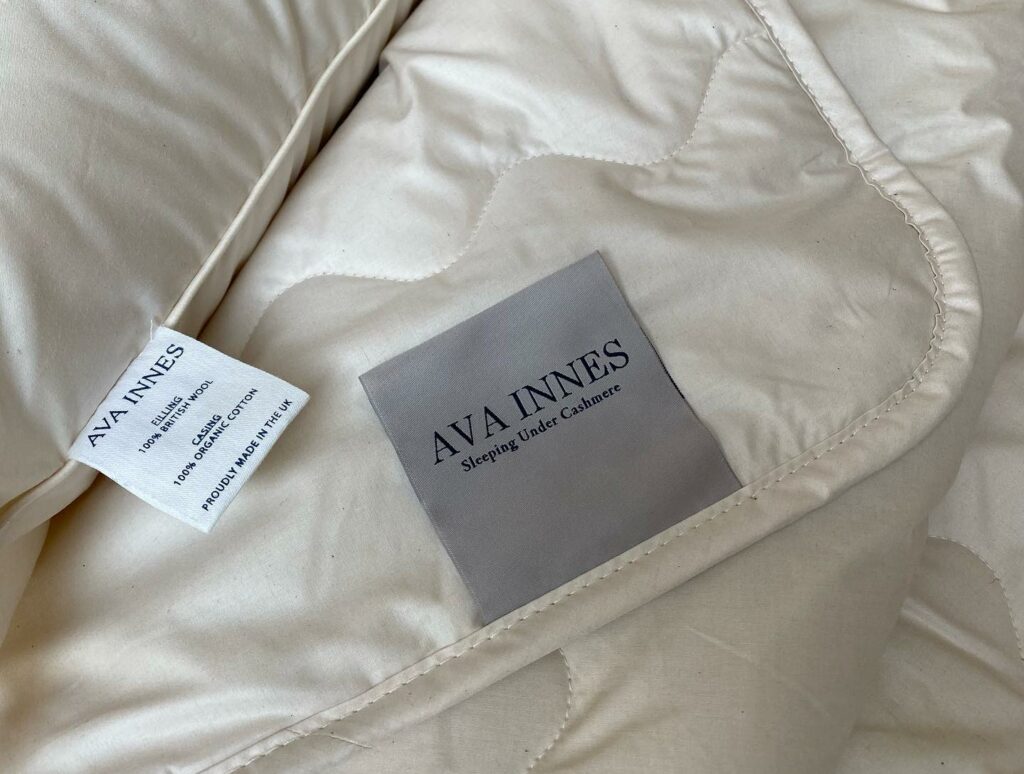 AVA INNES
FILLING
100% BRITISH WOOL
CASING
100% ORGANIC COTTON
PROUDLY MADE IN THE UK
AVA INNES
Sleeping Under Cashmere